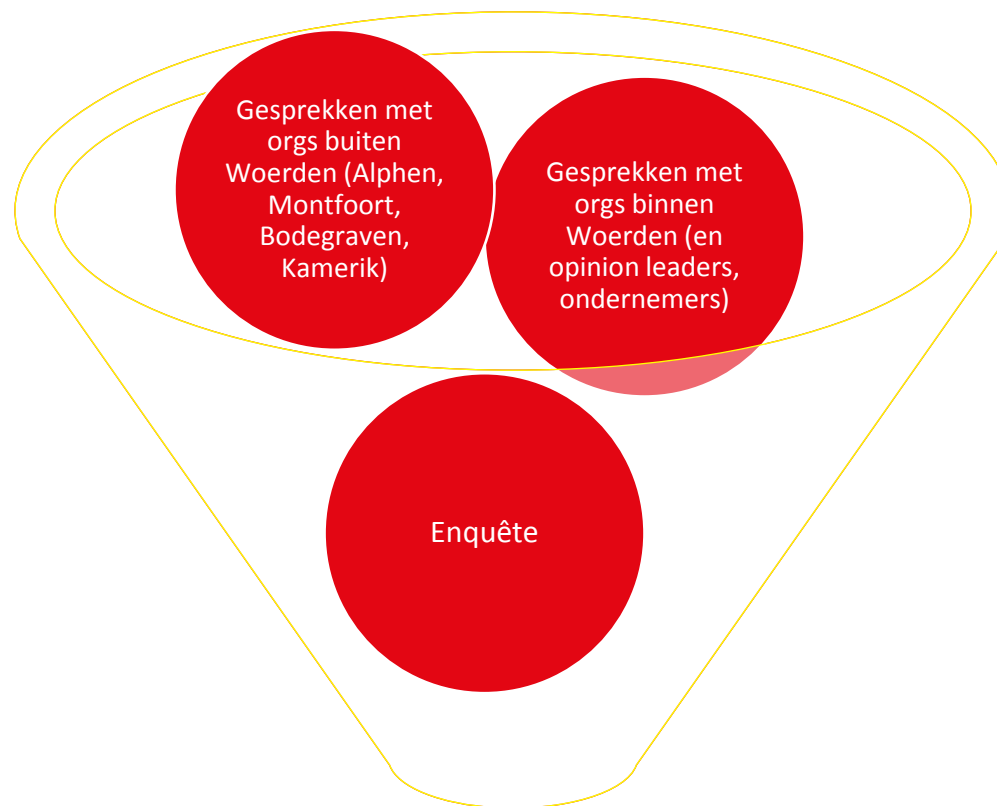 Gesprekken met
orgs buiten
Woerden (Alphen,
Montfoort,
Bodegraven,
Kamerik)
Gesprekken met
orgs binnen
Woerden (en
opinion leaders,
ondernemers)
Enquête